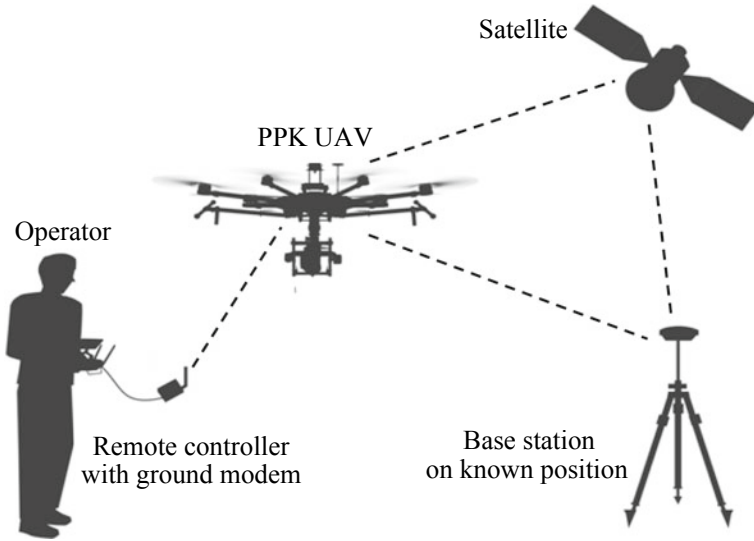 Satellite
PPK UAV
Operator
Remote controller
with ground modem
Base station
on known position